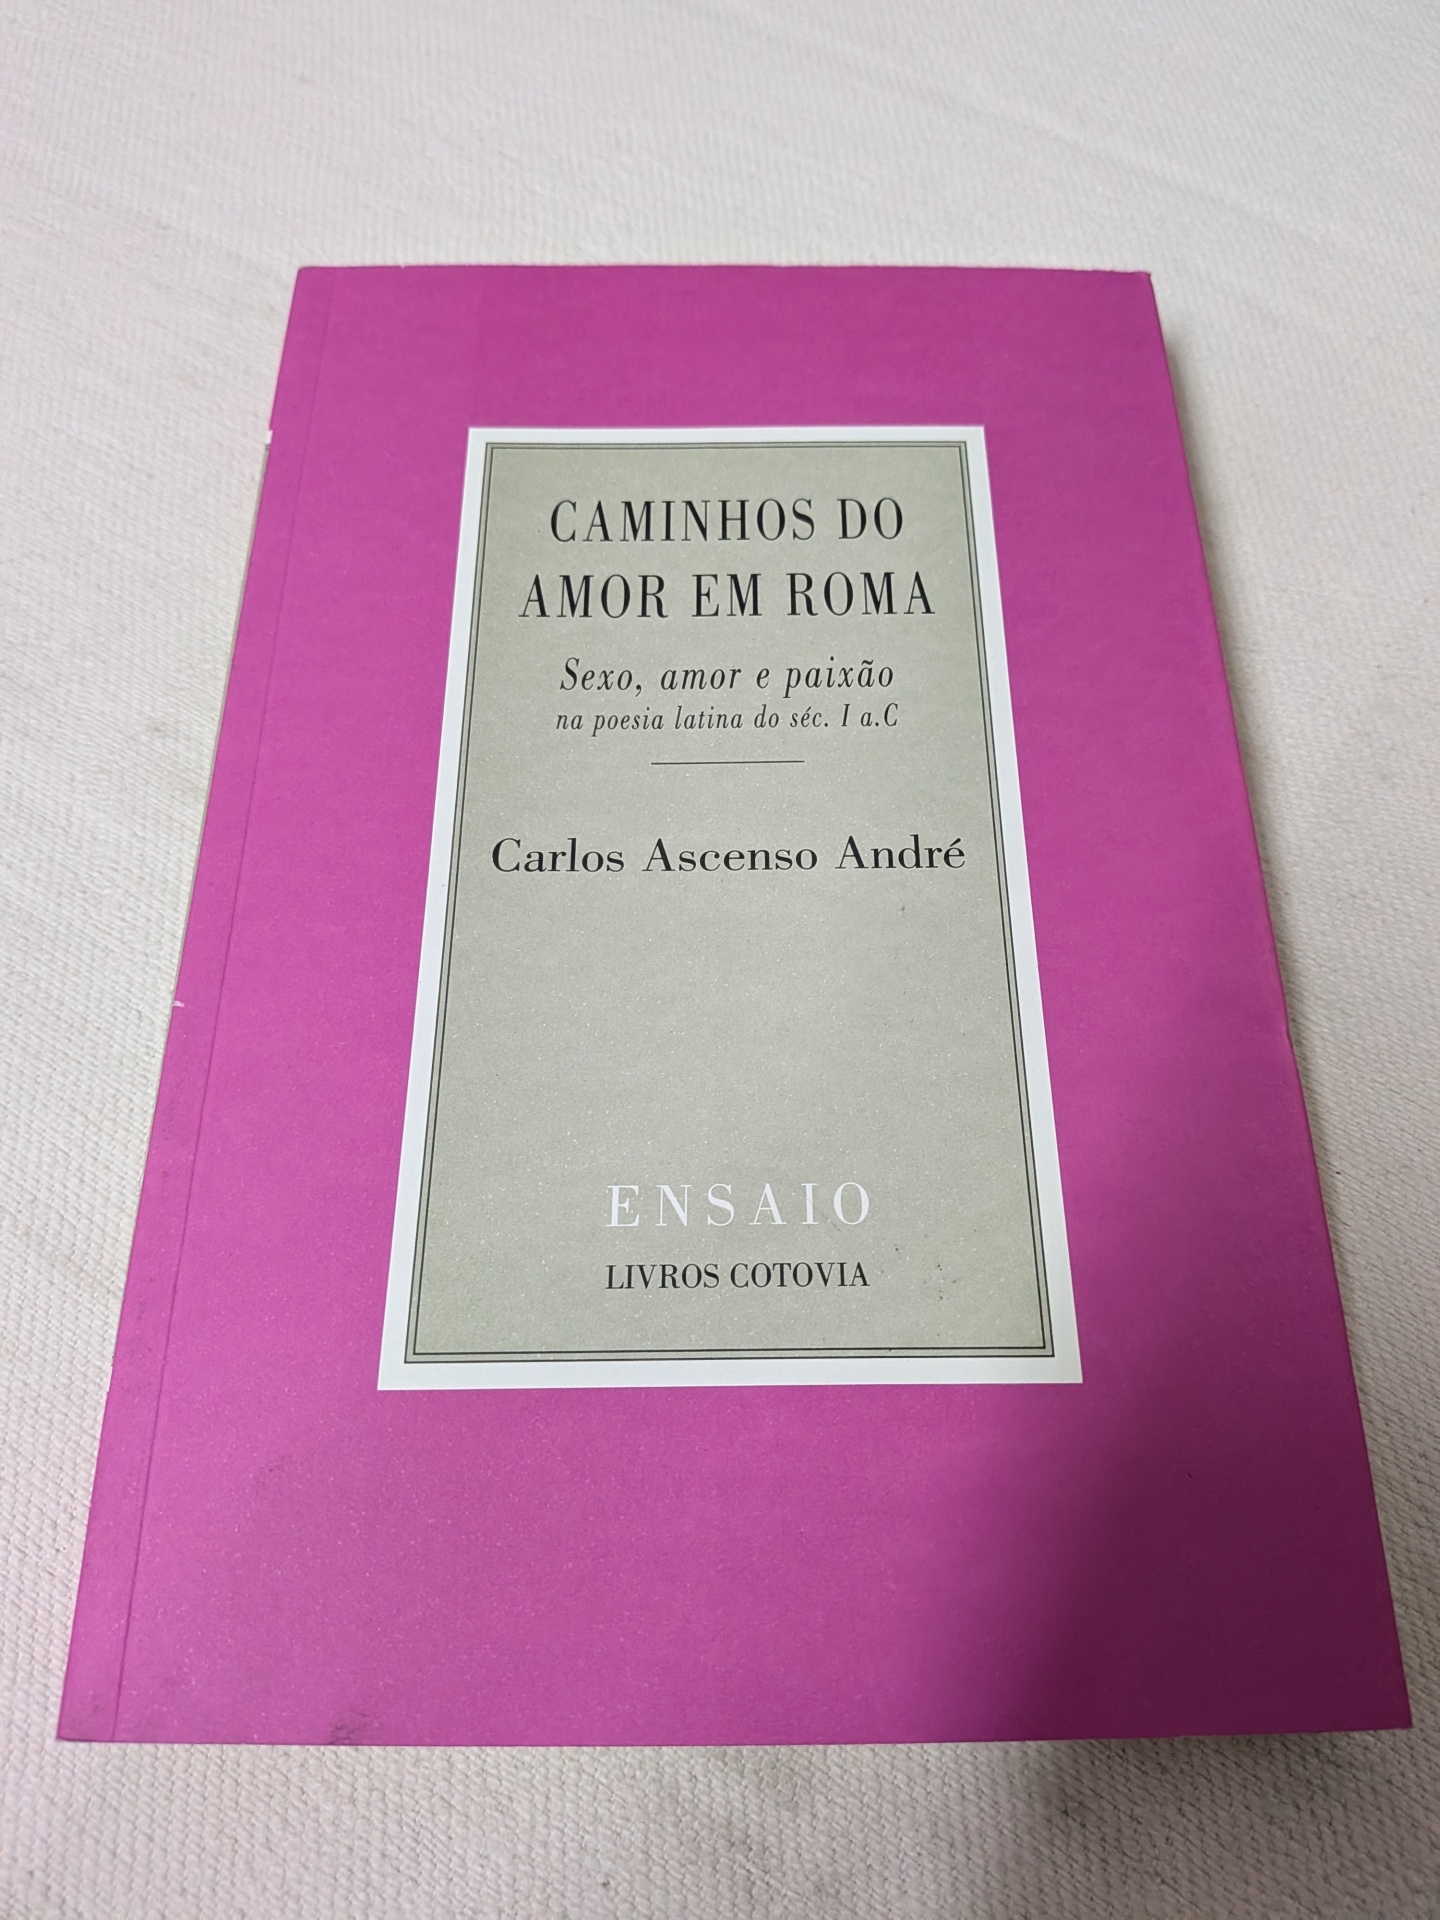 CAMINHOS DO
AMOR EM ROMA
Sexo, amor e paixão
na poesia latina do séc. I a.C
Carlos Ascenso André
ENSAIO
LIVROS COTOVIA